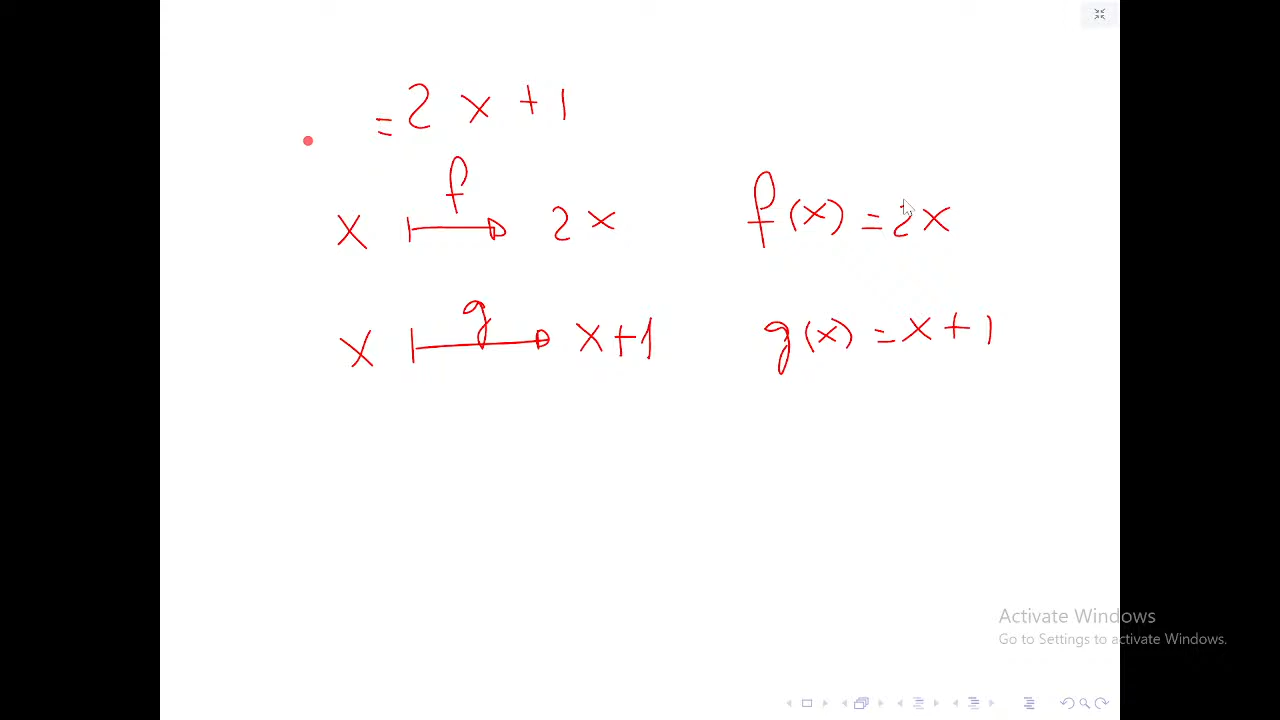 = 2 x + 1
x ↦ f 2 x f(x) = 2x
x ↦ g x + 1 g(x) = x + 1
Activate Windows
Go to Settings to activate Windows.